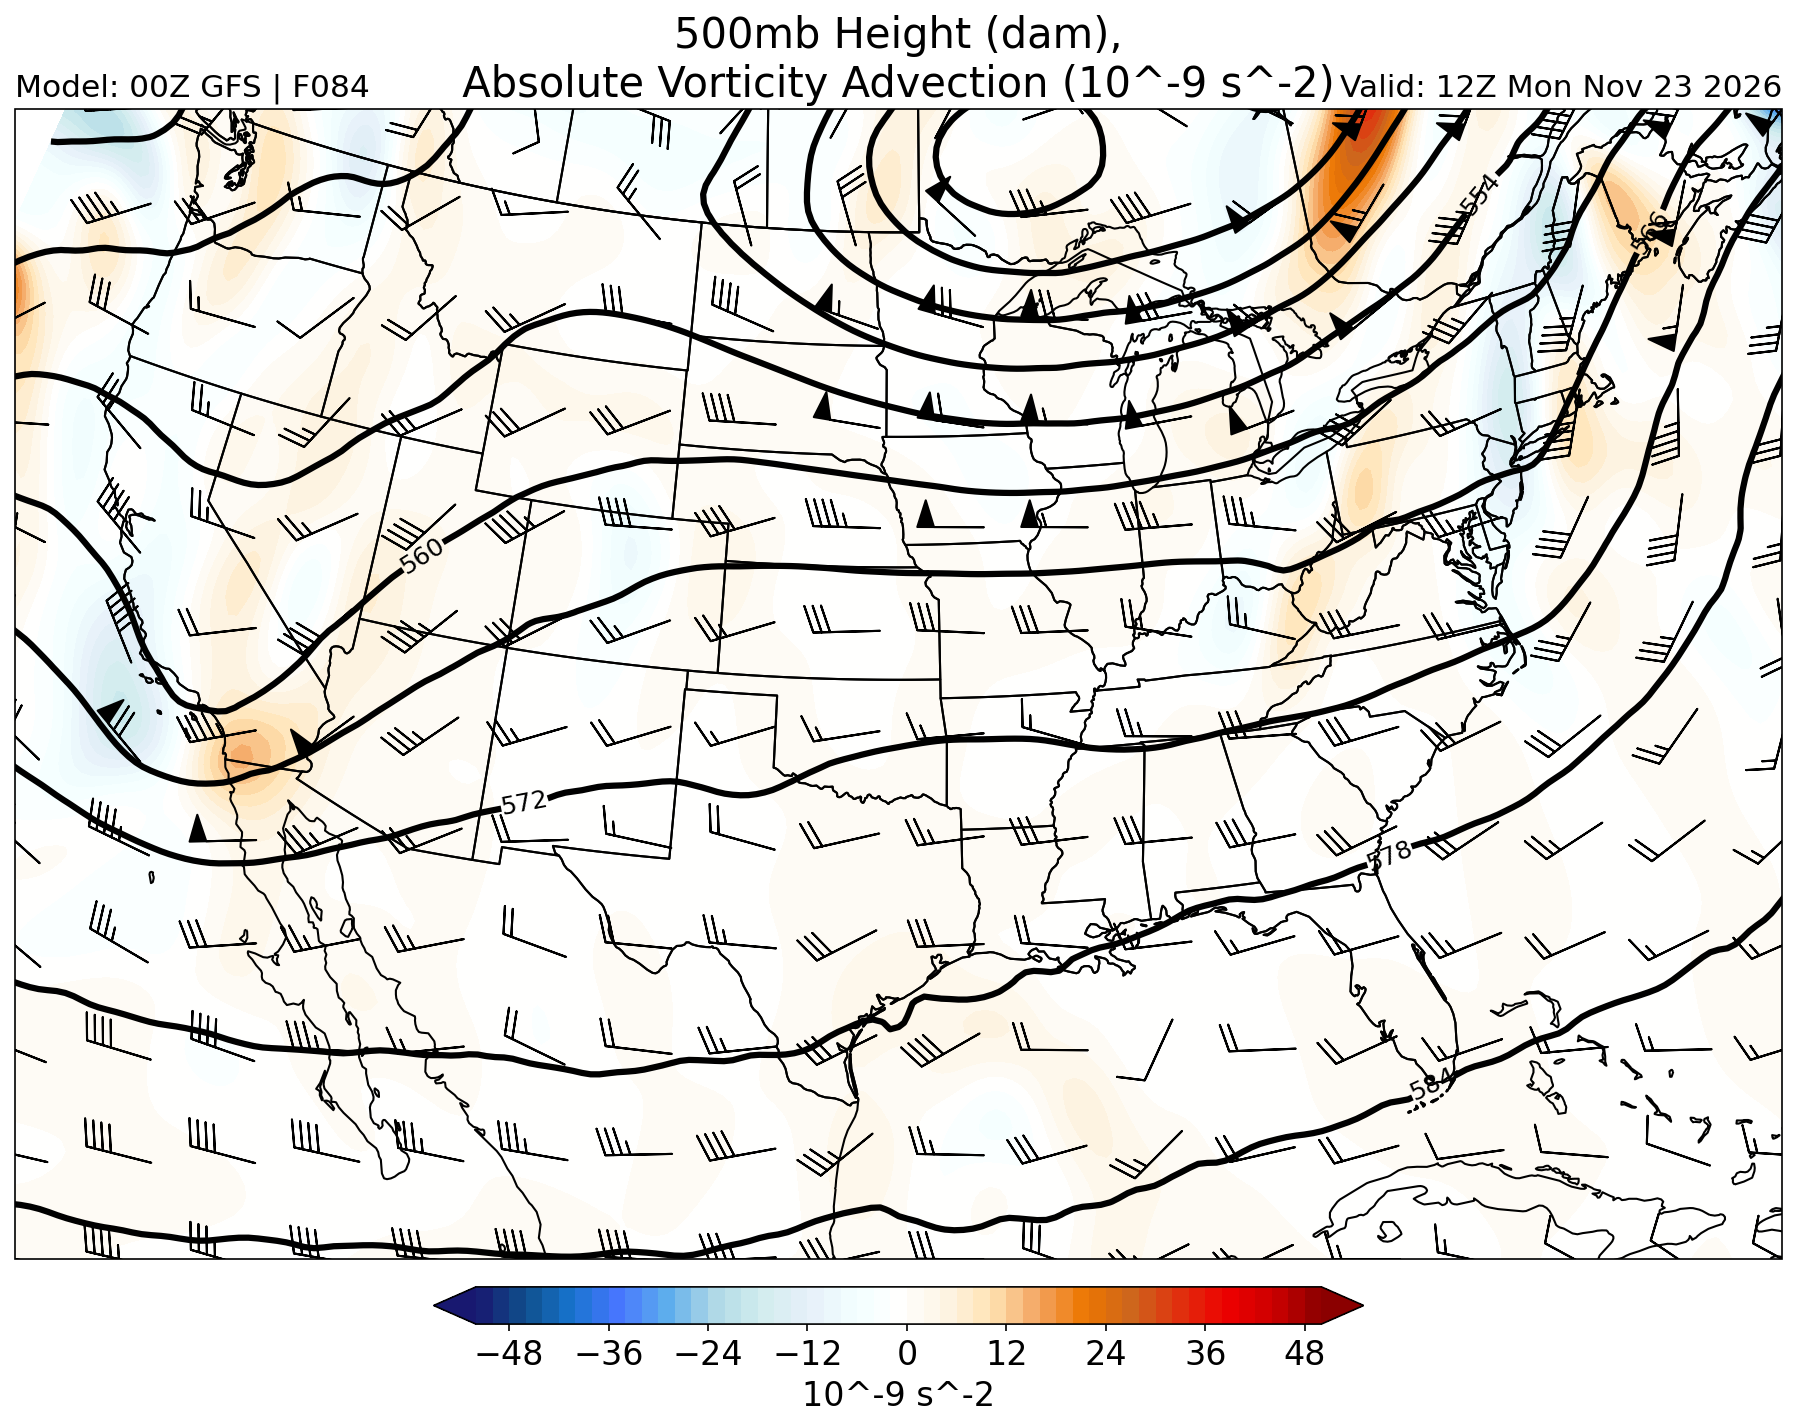 500mb Height (dam),
Model: 00Z GFS | F084
Absolute Vorticity Advection (10^-9 s^-2)
Valid: 12Z Mon Nov 23 2026
554
566
560
572
578
584
−48 −36 −24 −12 0 12 24 36 48
10^-9 s^-2